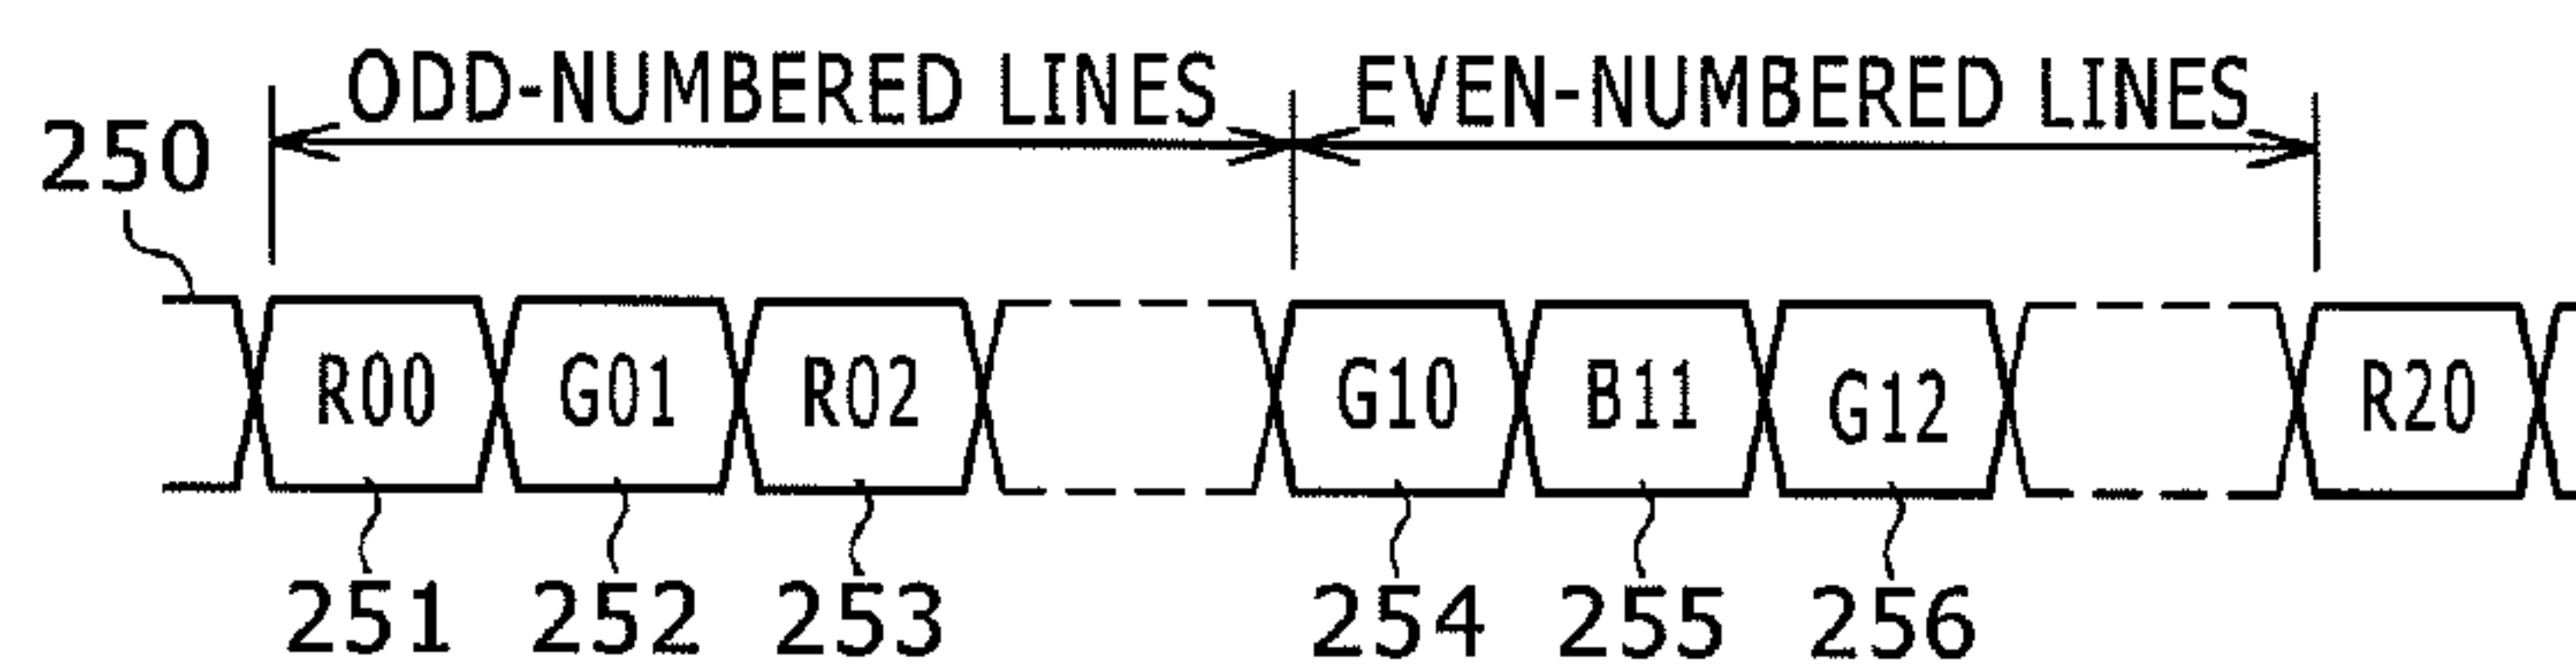 ODD-NUMBERED LINES EVEN-NUMBERED LINES
250
R00 G01 R02 G10 B11 G12 R20
251 252 253 254 255 256